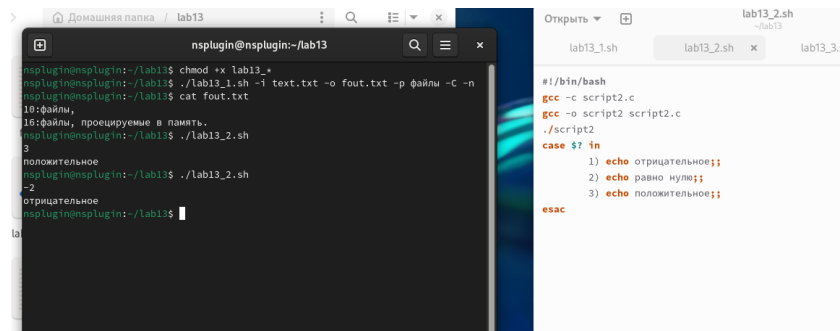 Домашняя папка / lab13
nsplugin@nsplugin:~/lab13
nsplugin@nsplugin:~/lab13$ chmod +x lab13_*
nsplugin@nsplugin:~/lab13$ ./lab13_1.sh -i text.txt -o fout.txt -p файлы -C -n
nsplugin@nsplugin:~/lab13$ cat fout.txt
10:файлы,
16:файлы, проецируемые в память.
nsplugin@nsplugin:~/lab13$ ./lab13_2.sh
3
положительное
nsplugin@nsplugin:~/lab13$ ./lab13_2.sh
-2
отрицательное
nsplugin@nsplugin:~/lab13$
la
Открыть
lab13_2.sh
~/lab13
lab13_1.sh
lab13_2.sh
lab13_3.
#!/bin/bash
gcc -c script2.c
gcc -o script2 script2.c
./script2
case $? in
1) echo отрицательное;;
2) echo равно нулю;;
3) echo положительное;;
esac